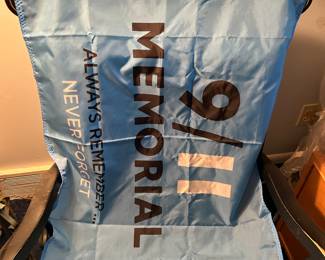 9/11
MEMORIAL
ALWAYS REMEMBER...
NEVER FORGET